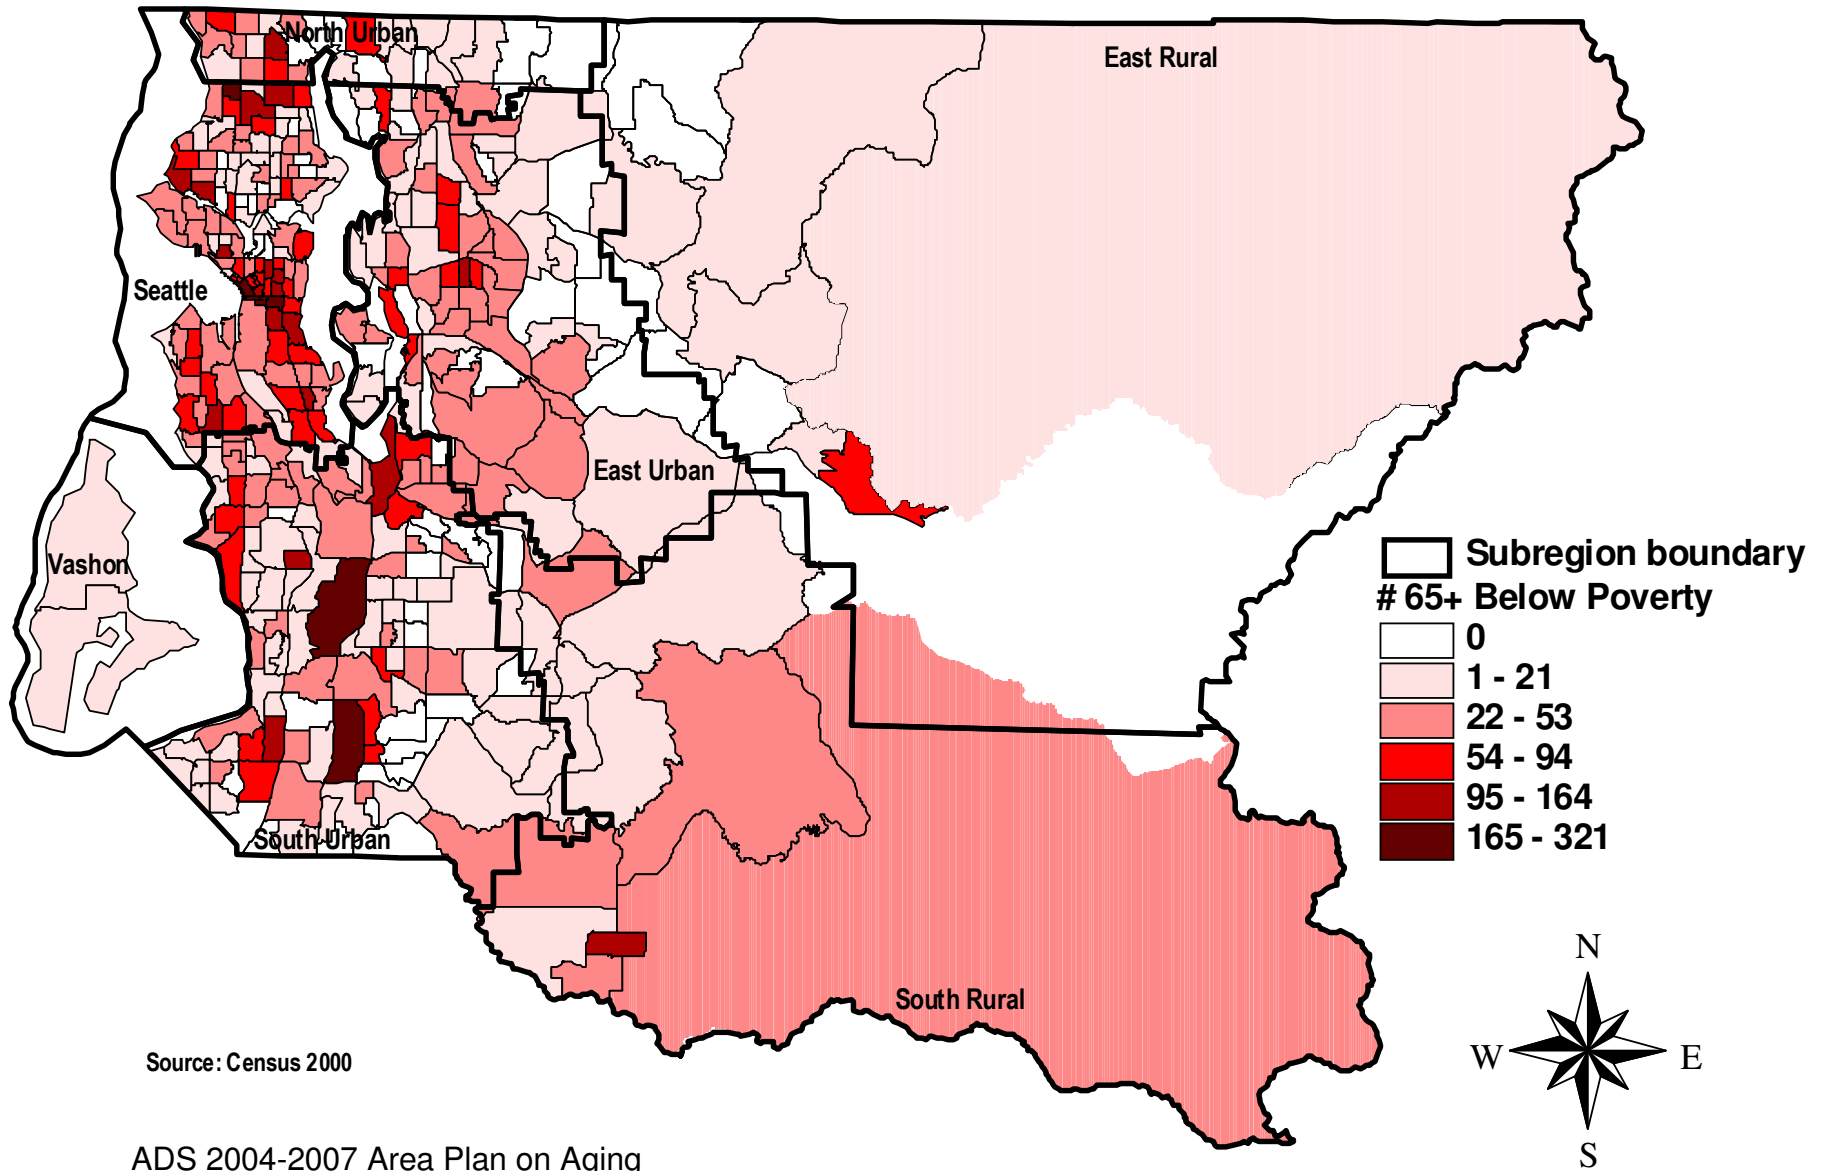 North Urban
East Rural
Seattle
East Urban
Vashon
Subregion boundary
# 65+ Below Poverty
0
1 - 21
22 - 53
54 - 94
95 - 164
165 - 321
South Urban
South Rural
N
W E
S
Source: Census 2000
ADS 2004-2007 Area Plan on Aging